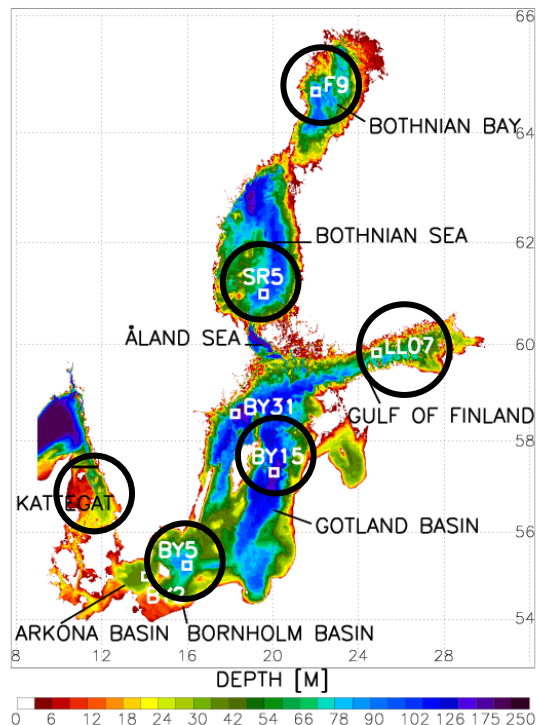 66
F9
BOTHNIAN BAY
64
BOTHNIAN SEA
62
SR5
ÅLAND SEA
60
LL07
BY31
GULF OF FINLAND
58
BY15
KATTEGAT
GOTLAND BASIN
56
BY5
BY2
ARKONA BASIN BORNHOLM BASIN
54
8 12 16 20 24 28
DEPTH [M]
0 6 12 18 24 30 42 54 66 78 90 102 126 175 250